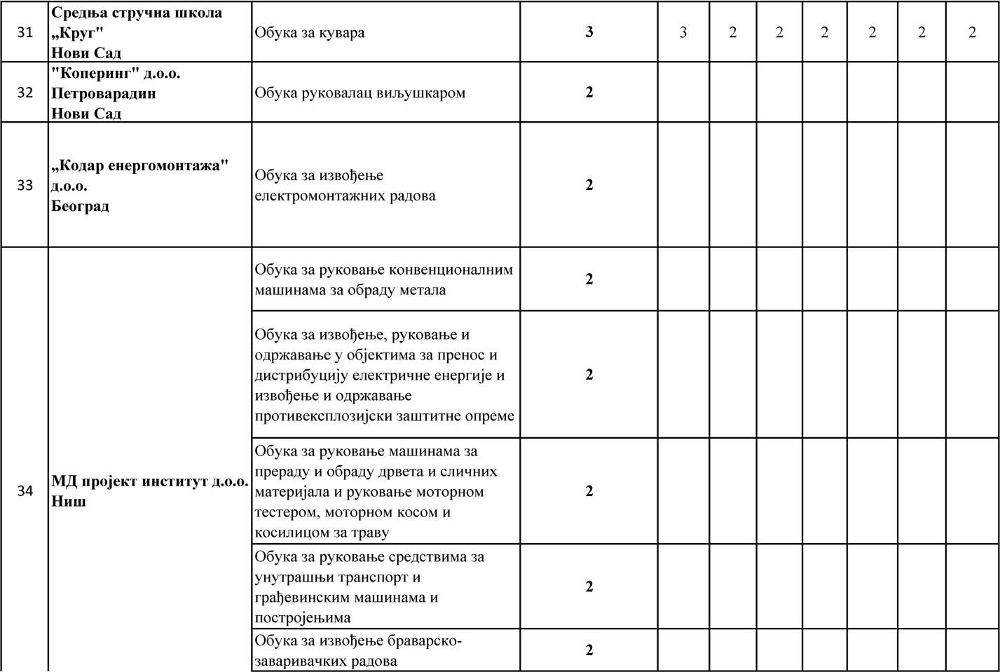 31
Средња стручна школа
„Круг"
Нови Сад
Обука за кувара
3
3 2 2 2 2 2 2
32
"Коперинг" д.о.о.
Петроварадин
Нови Сад
Обука руковалац виљушкаром
2
33
„Кодар енергомонтажа"
д.о.о.
Београд
Обука за извођење
електромонтажних радова
2
34
МД пројект институт д.о.о.
Ниш
Обука за руковање конвенционалним
машинама за обраду метала
2
Обука за извођење, руковање и
одржавање у објектима за пренос и
дистрибуцију електричне енергије и
извођење и одржавање
противексплозијски заштитне опреме
2
Обука за руковање машинама за
прераду и обраду дрвета и сличних
материјала и руковање моторном
тестером, моторном косом и
косилицом за траву
2
Обука за руковање средствима за
унутрашњи транспорт и
грађевинским машинама и
постројењима
2
Обука за извођење браварско-
заваривачких радова
2